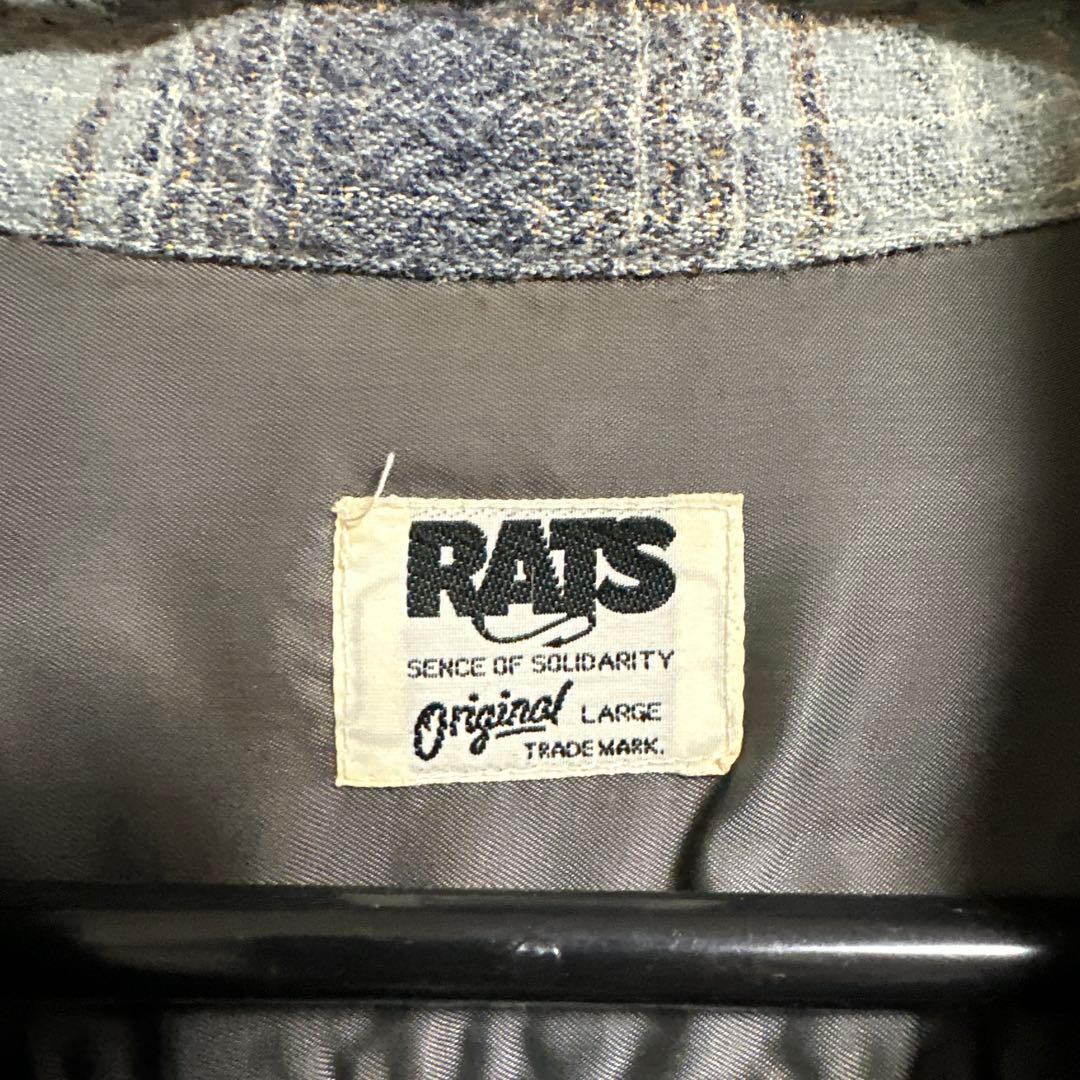 RATS
SENCE OF SOLIDARITY
Original LARGE
TRADE MARK.